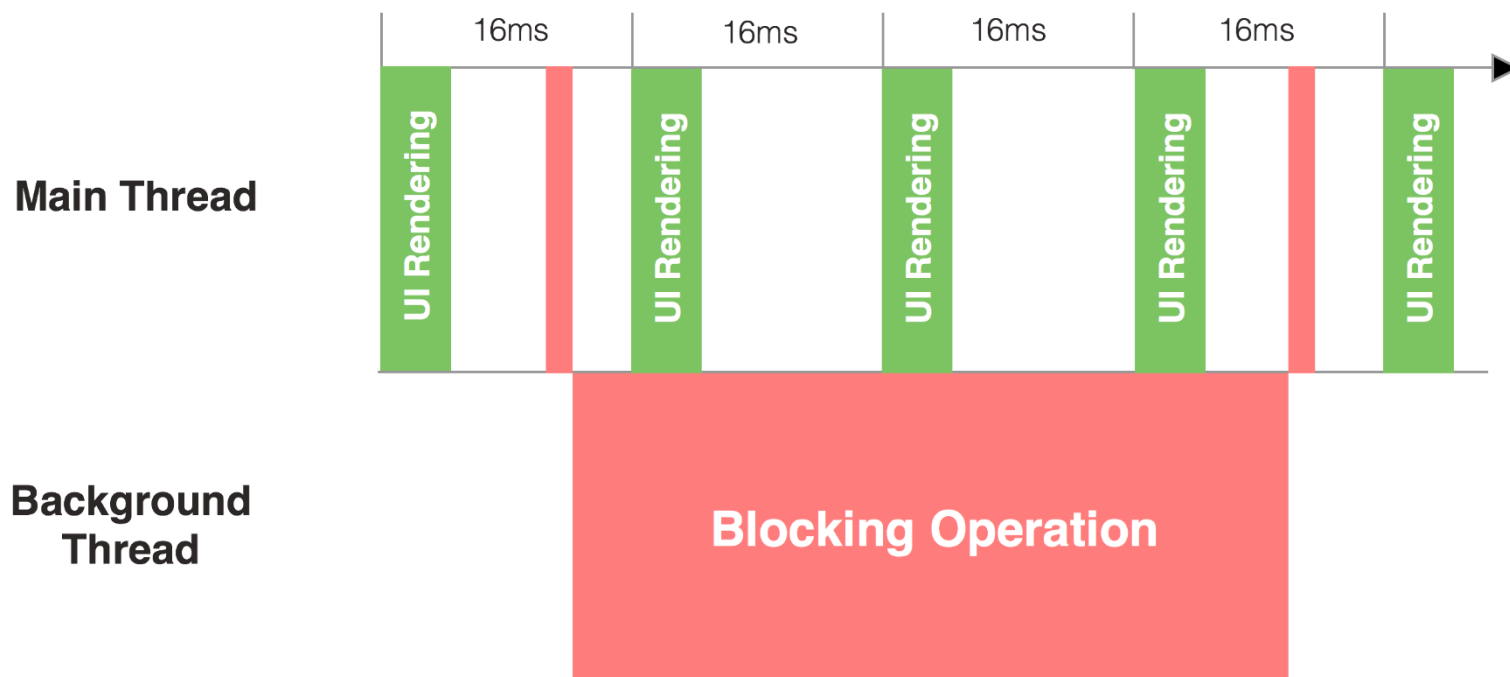 16ms
16ms
16ms
16ms
Main Thread
UI Rendering
UI Rendering
UI Rendering
UI Rendering
UI Rendering
Background
Thread
Blocking Operation